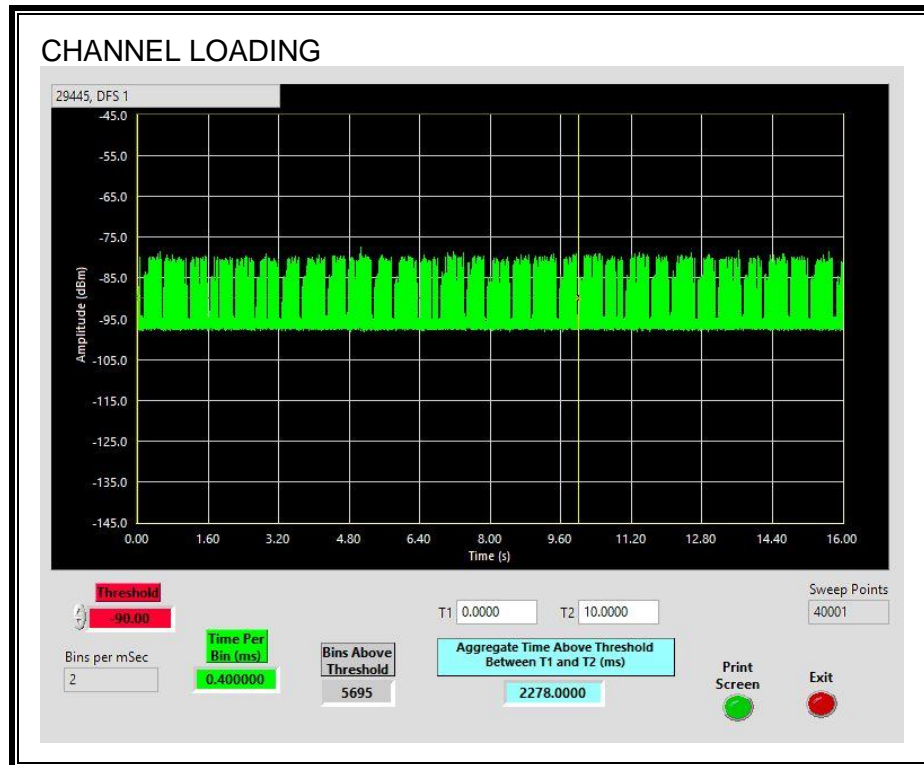 CHANNEL LOADING
29445, DFS 1
-45.0
-55.0
-65.0
-75.0
-85.0
-95.0
-105.0
-115.0
-125.0
-135.0
-145.0
Amplitude (dBm)
0.00 1.60 3.20 4.80 6.40 8.00 9.60 11.20 12.80 14.40 16.00
Time (s)
Threshold
-90.00
Bins per mSec
2
Time Per
Bin (ms)
0.400000
Bins Above
Threshold
5695
T1 0.0000 T2 10.0000
Aggregate Time Above Threshold
Between T1 and T2 (ms)
2278.0000
Sweep Points
40001
Print
Screen
Exit